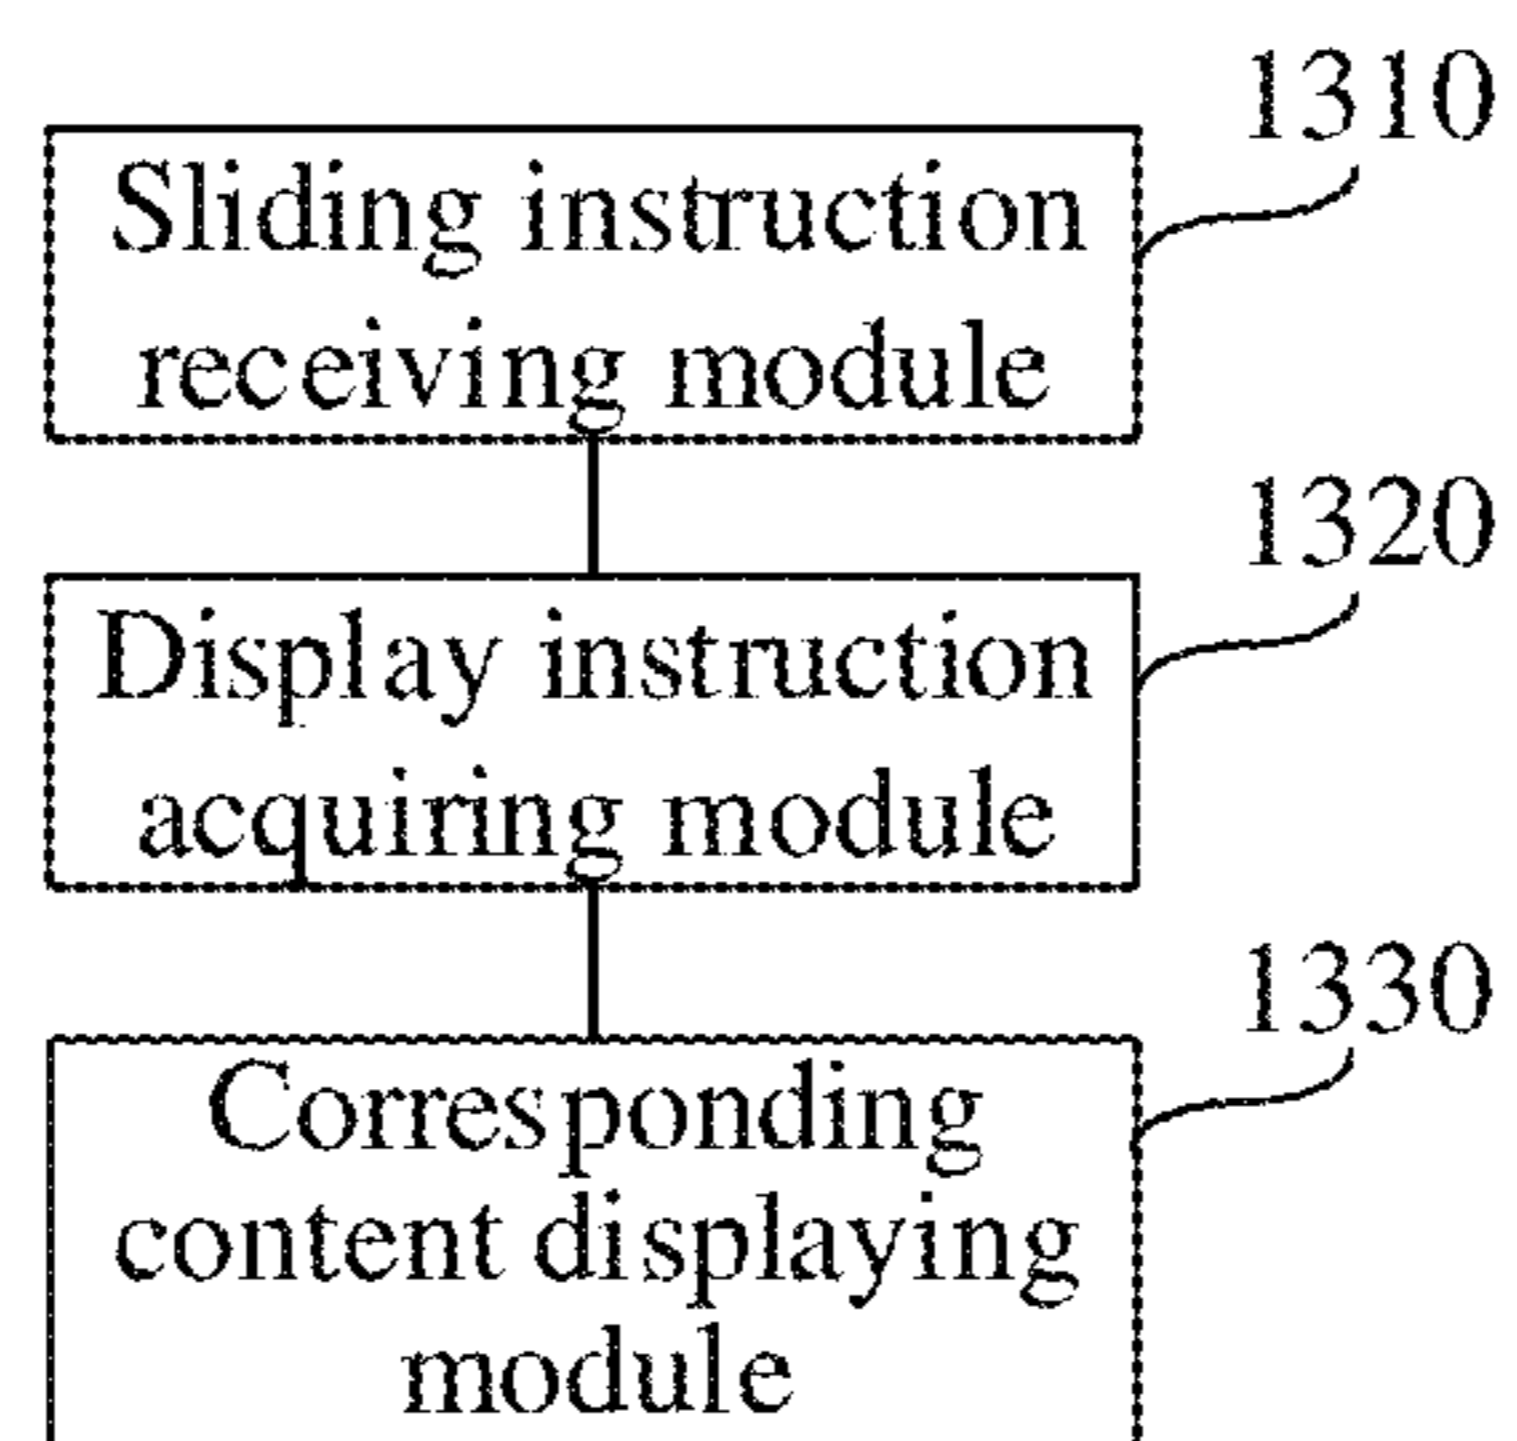 1310
Sliding instruction
receiving module
1320
Display instruction
acquiring module
1330
Corresponding
content displaying
module